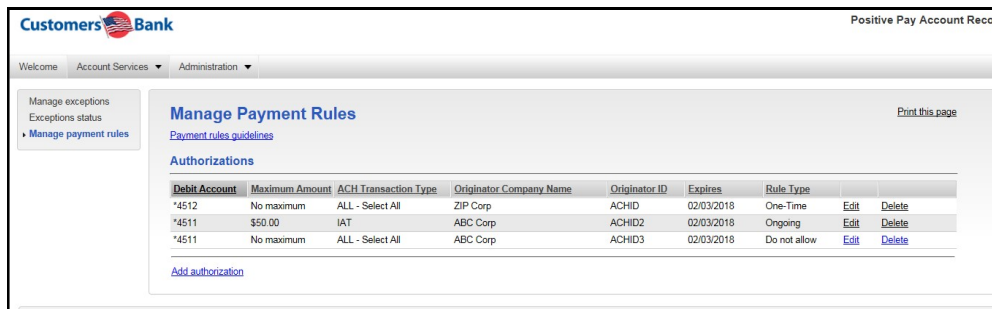 Customers Bank
Positive Pay Account Reco
Welcome Account Services Administration
Manage exceptions
Exceptions status
Manage payment rules
Manage Payment Rules
Print this page
Payment rules guidelines
Authorizations
Debit Account Maximum Amount ACH Transaction Type Originator Company Name Originator ID Expires Rule Type
*4512 No maximum ALL - Select All ZIP Corp ACHID 02/03/2018 One-Time Edit Delete
*4511 $50.00 IAT ABC Corp ACHID2 02/03/2018 Ongoing Edit Delete
*4511 No maximum ALL - Select All ABC Corp ACHID3 02/03/2018 Do not allow Edit Delete
Add authorization